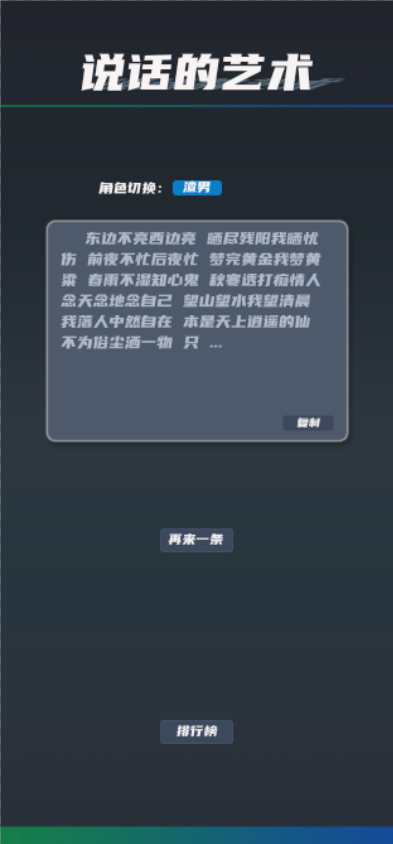 说话的艺术
角色切换： 渣男
东边不亮西边亮 晒尽残阳我晒忧
伤 前夜不忙后夜忙 梦完黄金我梦黄
粱 春雨不湿知心鬼 秋寒透打痴情人
念天念地念自己 望山望水我望清晨
我落人中然自在 本是天上逍遥的仙
不为俗尘洒一物 只 ...
复制
再来一条
排行榜